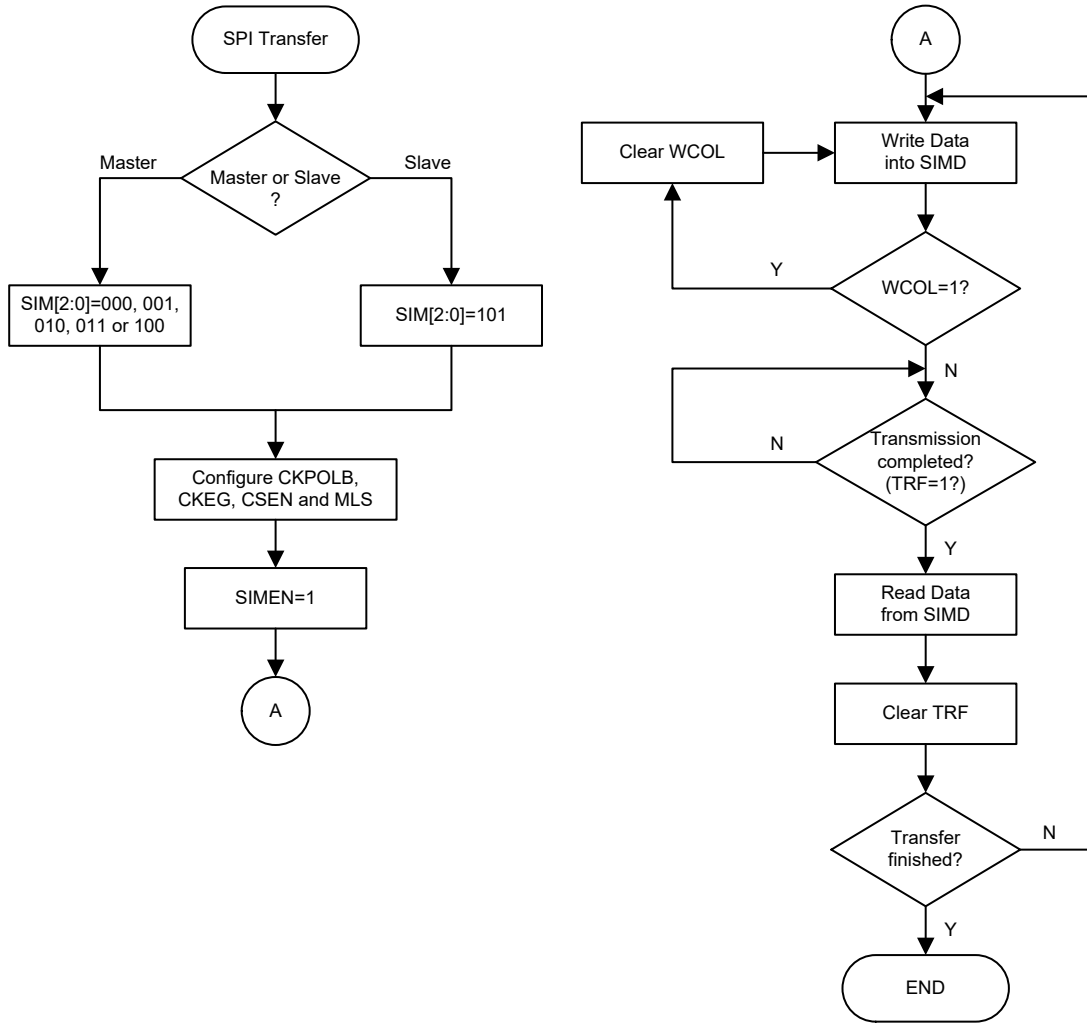 SPI Transfer
Master or Slave
?
Master
Slave
SIM[2:0]=000, 001,
010, 011 or 100
SIM[2:0]=101
Configure CKPOLB,
CKEG, CSEN and MLS
SIMEN=1
A
A
Write Data
into SIMD
Clear WCOL
WCOL=1?
Y
N
Transmission
completed?
(TRF=1?)
N
Y
Read Data
from SIMD
Clear TRF
Transfer
finished?
N
Y
END